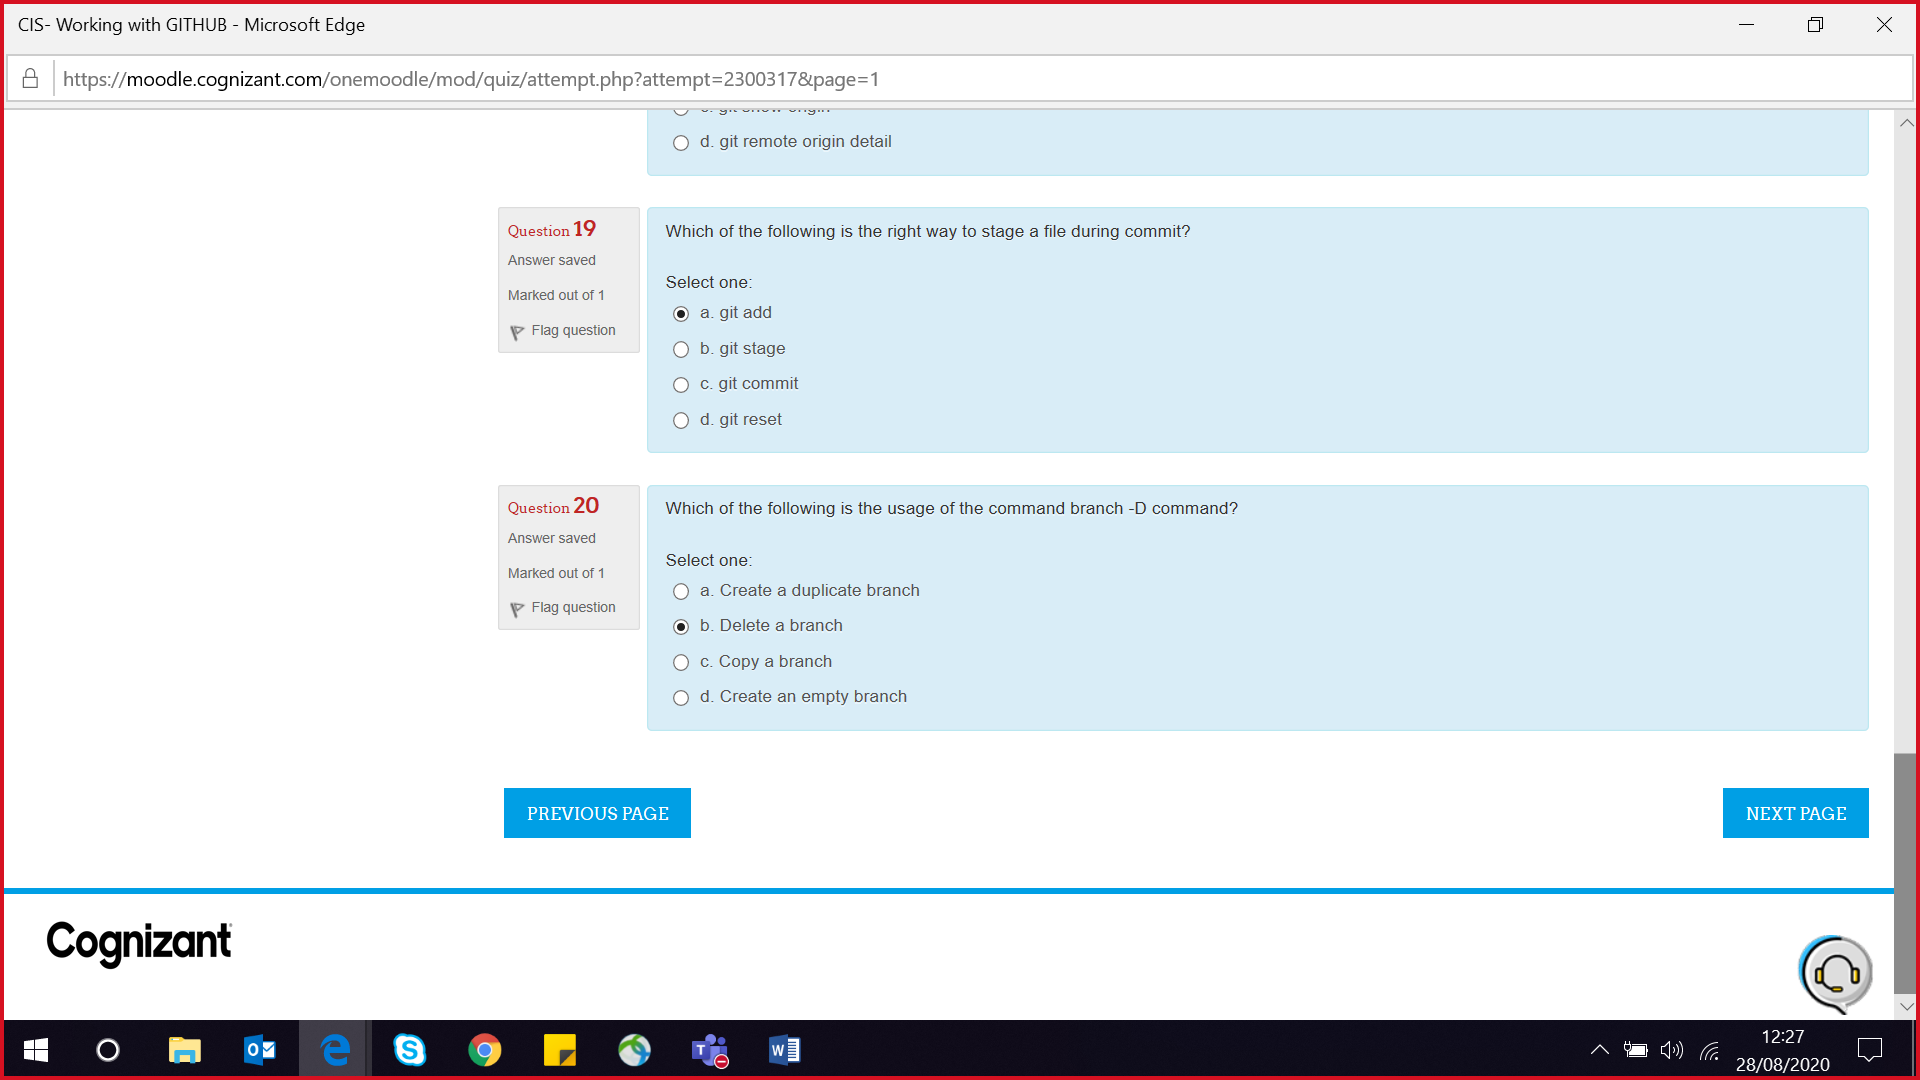 CIS- Working with GITHUB - Microsoft Edge
https://moodle.cognizant.com/onemoodle/mod/quiz/attempt.php?attempt=2300317&page=1
d. git remote origin detail
Question 19
Answer saved
Marked out of 1
Flag question
Which of the following is the right way to stage a file during commit?
Select one:
a. git add
b. git stage
c. git commit
d. git reset
Question 20
Answer saved
Marked out of 1
Flag question
Which of the following is the usage of the command branch -D command?
Select one:
a. Create a duplicate branch
b. Delete a branch
c. Copy a branch
d. Create an empty branch
PREVIOUS PAGE
NEXT PAGE
Cognizant
12:27
28/08/2020